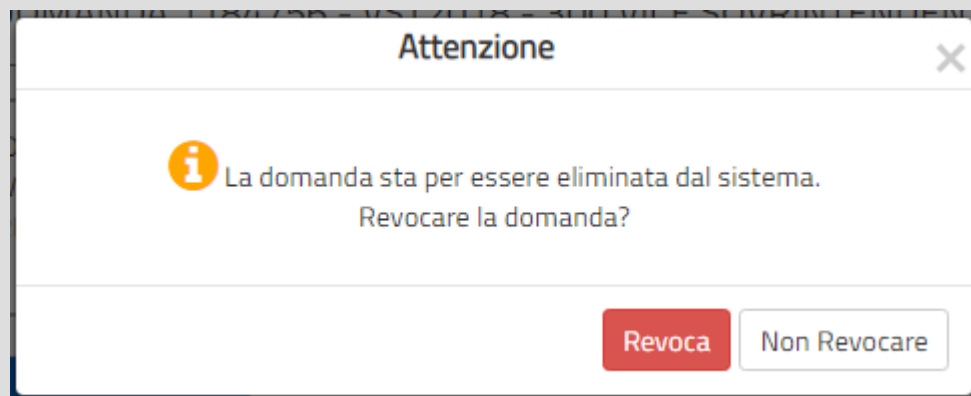 Attenzione
La domanda sta per essere eliminata dal sistema.
Revocare la domanda?
Revoca
Non Revocare